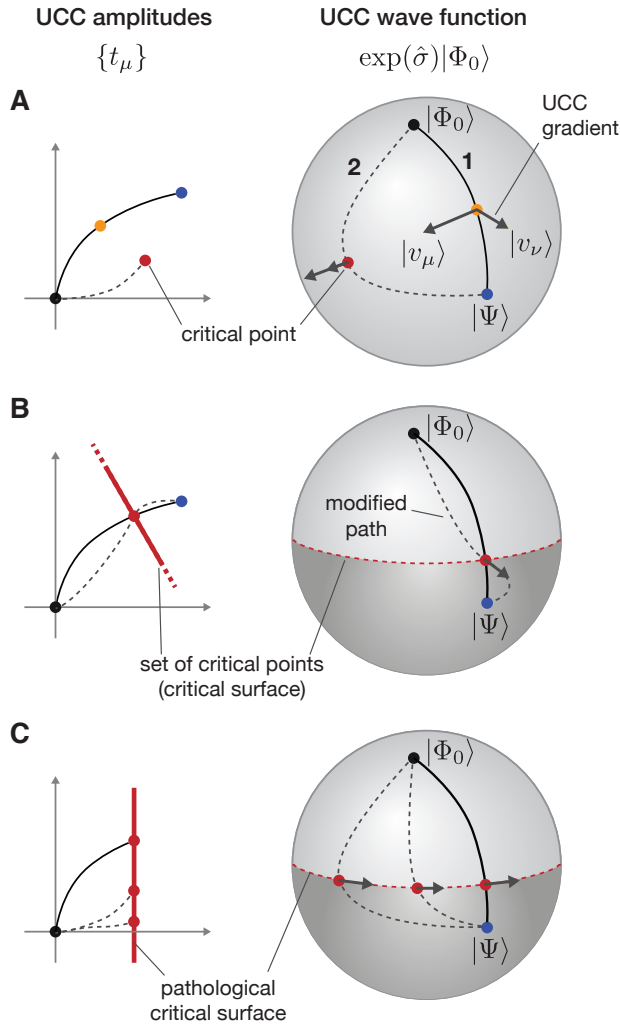 UCC amplitudes
UCC wave function
{t_μ}
exp(σ̂)|Φ₀⟩
A
|Φ₀⟩
UCC
gradient
2
1
|v_μ⟩
|v_ν⟩
|Ψ⟩
critical point
B
|Φ₀⟩
modified
path
|Ψ⟩
set of critical points
(critical surface)
C
|Φ₀⟩
|Ψ⟩
pathological
critical surface